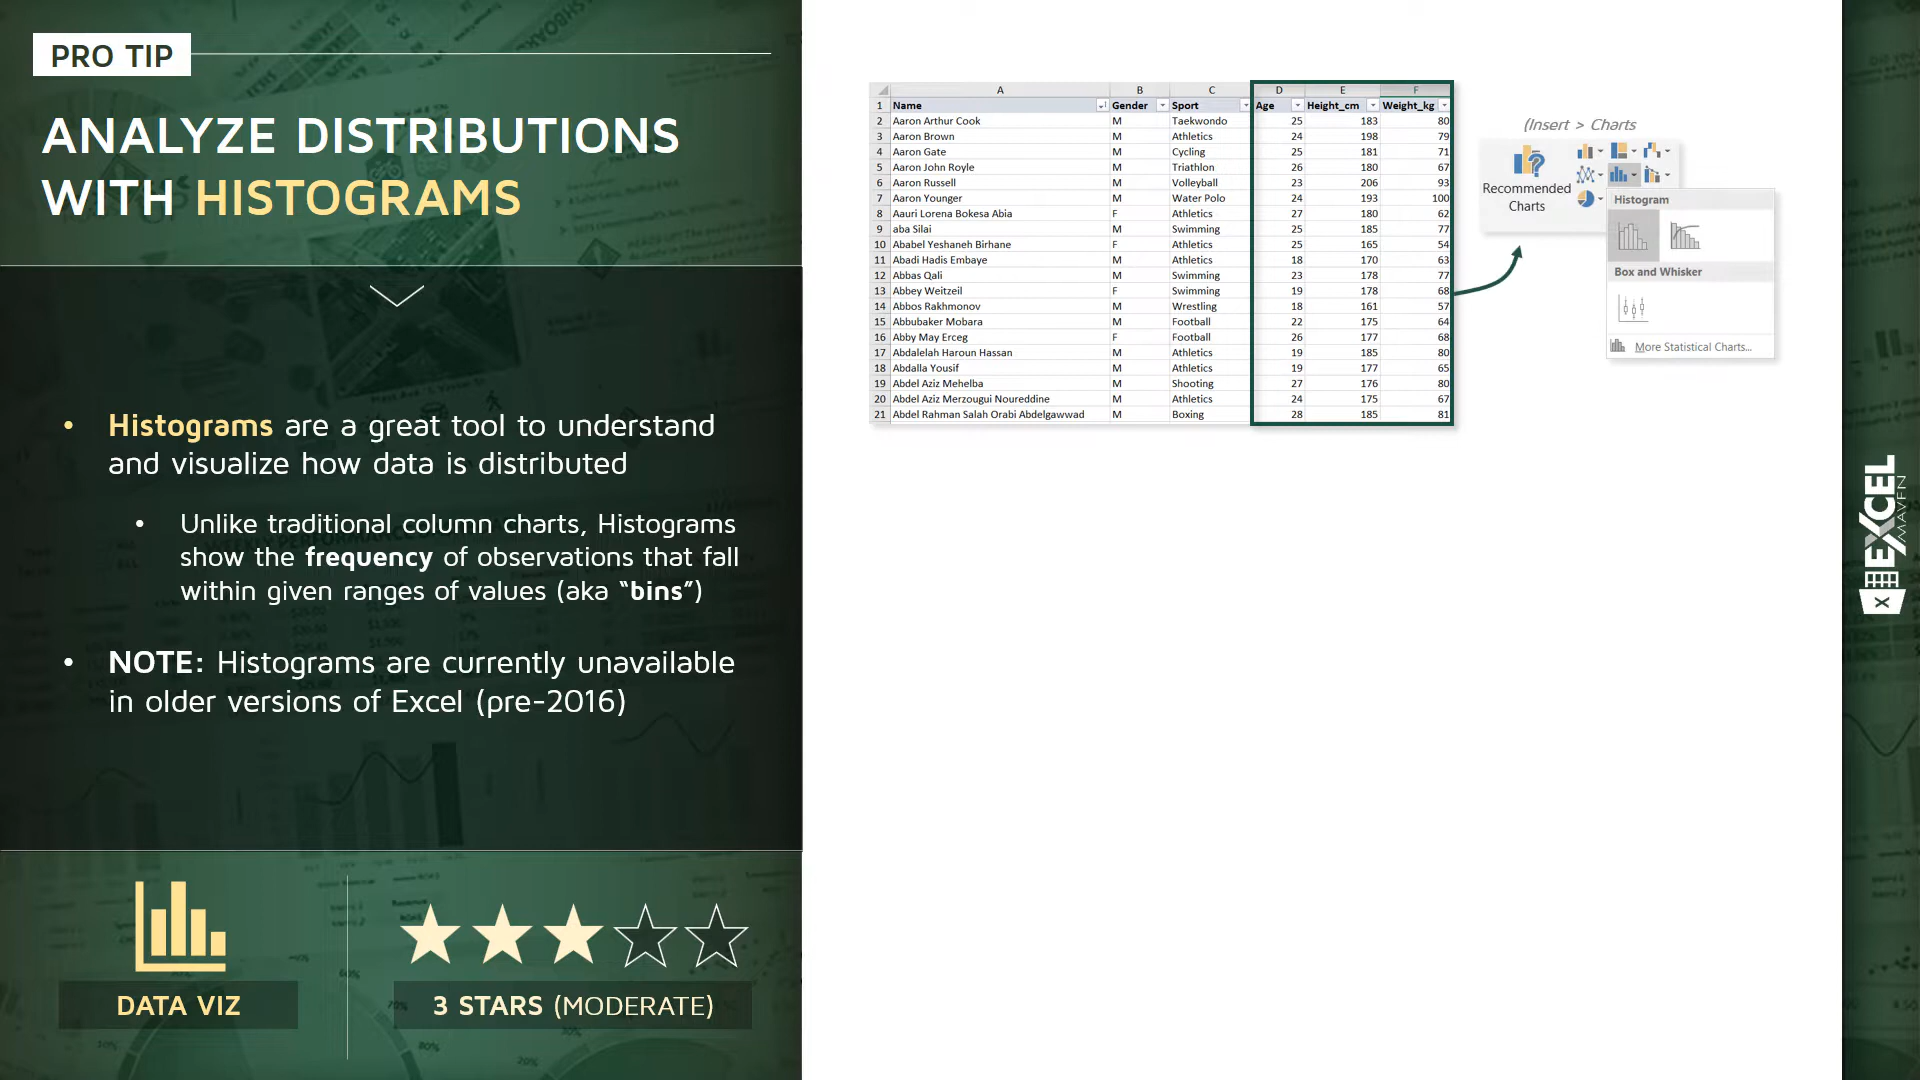 PRO TIP
ANALYZE DISTRIBUTIONS
WITH HISTOGRAMS
• Histograms are a great tool to understand
and visualize how data is distributed
• Unlike traditional column charts, Histograms
show the frequency of observations that fall
within given ranges of values (aka “bins”)
• NOTE: Histograms are currently unavailable
in older versions of Excel (pre-2016)
DATA VIZ
3 STARS (MODERATE)
A B C D E F
1 Name Gender Sport Age Height_cm Weight_kg
2 Aaron Arthur Cook M Taekwondo 25 183 80
3 Aaron Brown M Athletics 24 198 79
4 Aaron Gate M Cycling 25 181 71
5 Aaron John Royle M Triathlon 26 180 67
6 Aaron Russell M Volleyball 23 206 93
7 Aaron Younger M Water Polo 24 193 100
8 Aauri Lorena Bokesa Abia F Athletics 27 180 62
9 aba Silai M Swimming 25 185 77
10 Ababel Yeshaneh Birhane F Athletics 25 165 54
11 Abadi Hadis Embaye M Athletics 18 170 63
12 Abbas Qali M Swimming 23 178 77
13 Abbey Weitzeil F Swimming 19 178 68
14 Abbos Rakhmonov M Wrestling 18 161 57
15 Abbubaker Mobara M Football 22 175 64
16 Abby May Erceg F Football 26 177 68
17 Abdalelah Haroun Hassan M Athletics 19 185 80
18 Abdalla Yousif M Athletics 19 177 65
19 Abdel Aziz Mehelba M Shooting 27 176 80
20 Abdel Aziz Merzougui Noureddine M Athletics 24 175 67
21 Abdel Rahman Salah Orabi Abdelgawwad M Boxing 28 185 81
(Insert > Charts
Recommended
Charts
Histogram
Box and Whisker
More Statistical Charts...
EXCEL
MAVEN
X